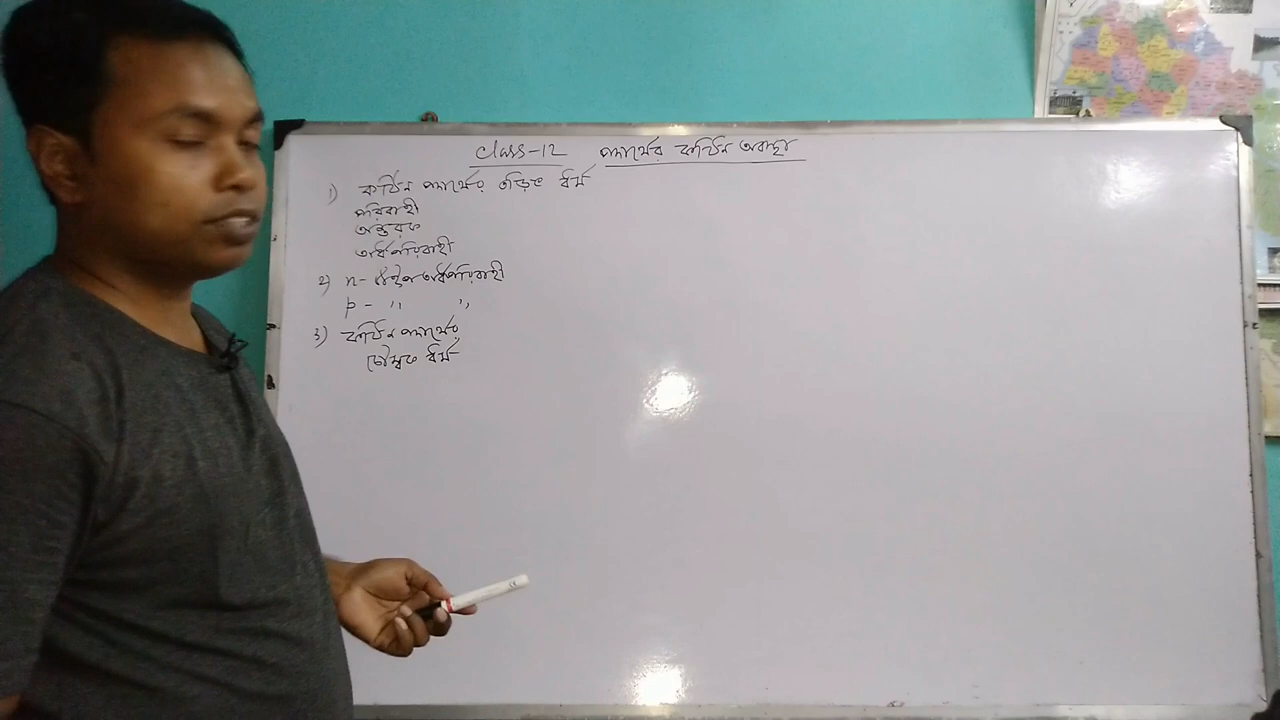 Class-12 পদার্থের কঠিন অবস্থা
1) কঠিন পদার্থের তড়িৎ ধর্ম
পরিবাহী
অন্তরক
অর্ধপরিবাহী
2) n- টাইপ অর্ধপরিবাহী
p - " "
3) কঠিন পদার্থের
চৌম্বক ধর্ম